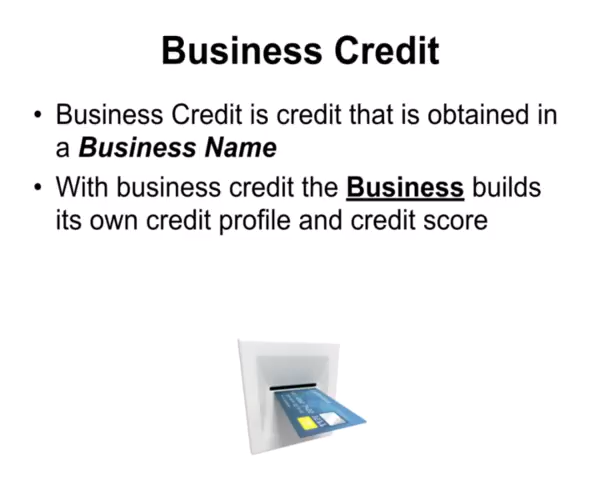 Business Credit
• Business Credit is credit that is obtained in
a Business Name
• With business credit the Business builds
its own credit profile and credit score